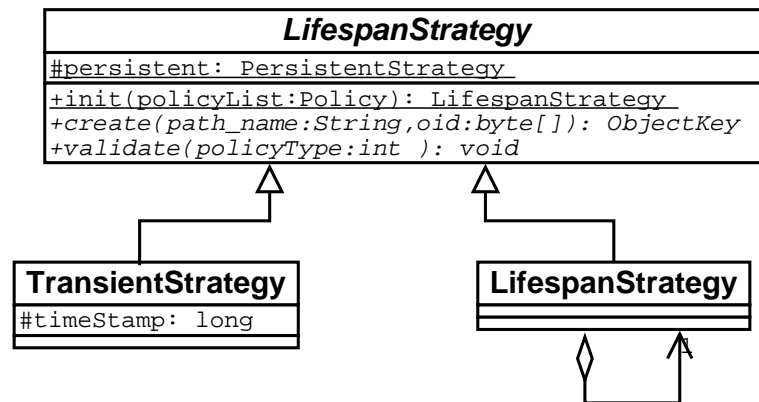 LifespanStrategy
#persistent: PersistentStrategy
+init(policyList:Policy): LifespanStrategy
+create(path_name:String,oid:byte[]): ObjectKey
+validate(policyType:int ): void
TransientStrategy
#timeStamp: long
LifespanStrategy
1